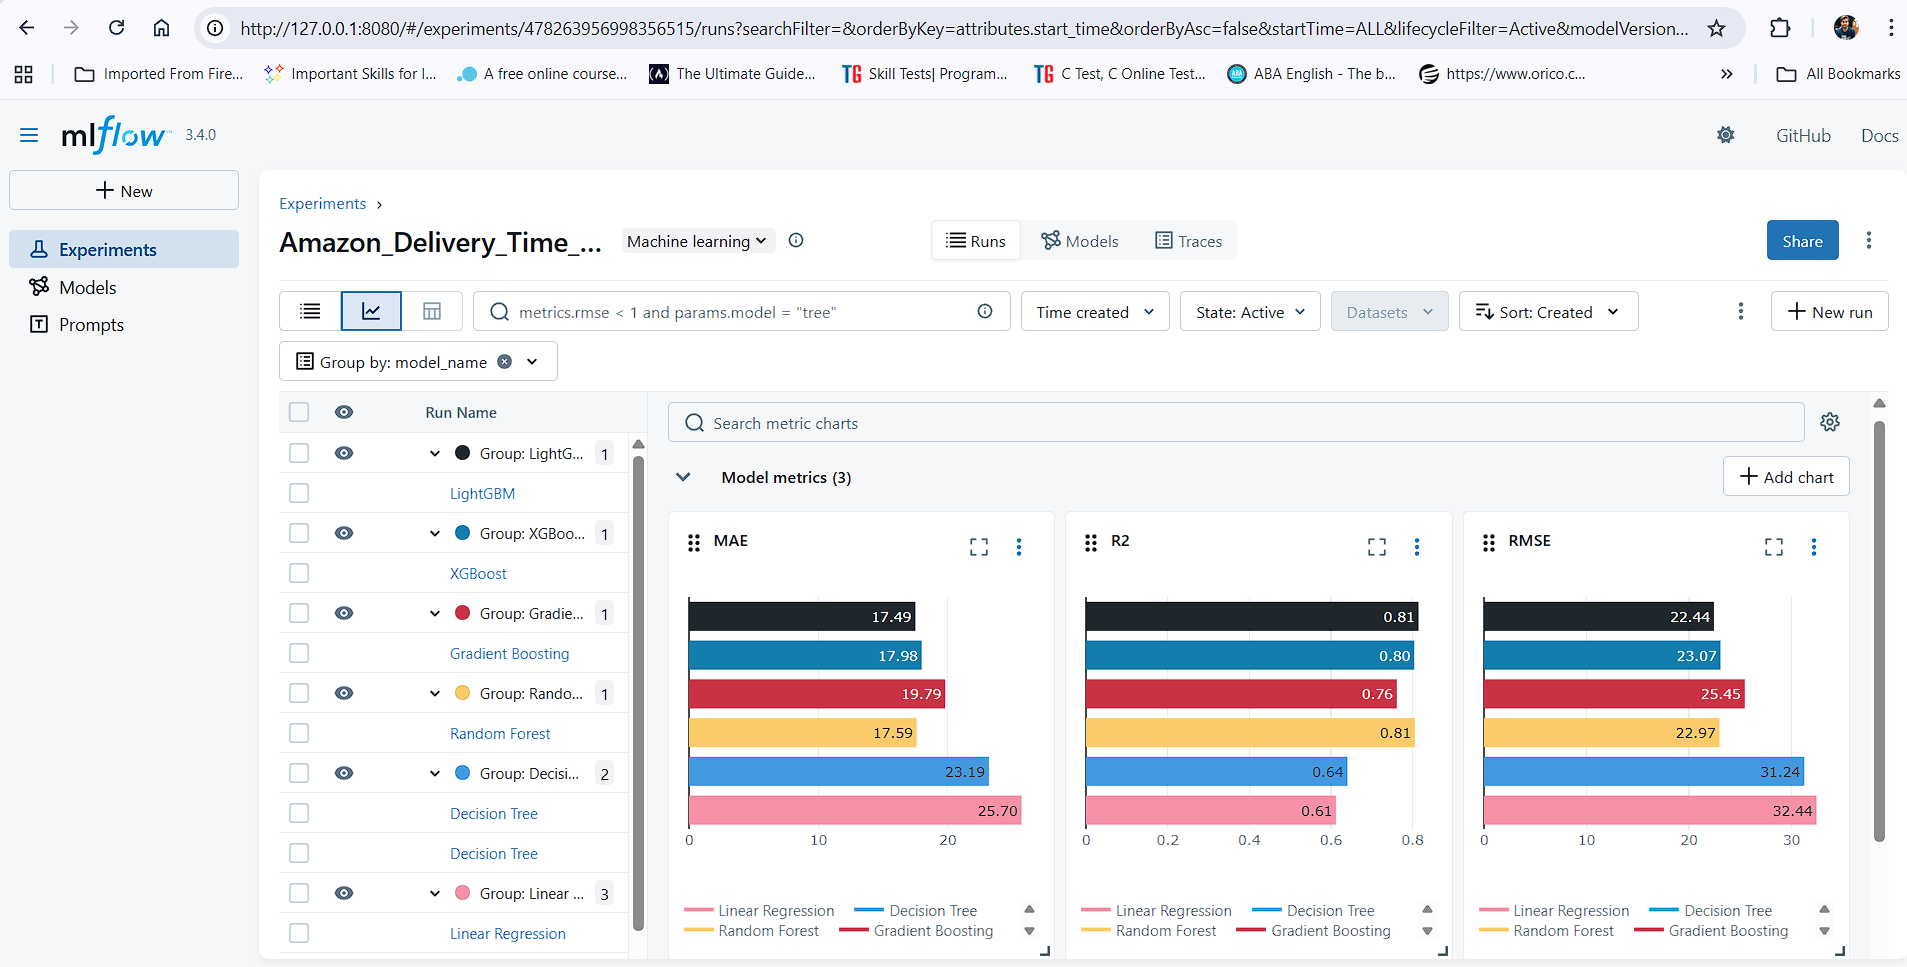 http://127.0.0.1:8080/#/experiments/478263956998356515/runs?searchFilter=&orderByKey=attributes.start_time&orderByAsc=false&startTime=ALL&lifecycleFilter=Active&modelVersion...
Imported From Fire... Important Skills for I... A free online course... The Ultimate Guide... TG Skill Tests| Program... TG C Test, C Online Test... ABA English - The b... https://www.orico.c... » All Bookmarks
mlflow 3.4.0 GitHub Docs
+ New
Experiments
Models
Prompts
Experiments ›
Amazon_Delivery_Time_... Machine learning Runs Models Traces Share
metrics.rmse < 1 and params.model = "tree" Time created State: Active Datasets Sort: Created + New run
Group by: model_name
Run Name
Group: LightG... 1
LightGBM
Group: XGBoo... 1
XGBoost
Group: Gradie... 1
Gradient Boosting
Group: Rando... 1
Random Forest
Group: Decisi... 2
Decision Tree
Decision Tree
Group: Linear ... 3
Linear Regression
Search metric charts
Model metrics (3) + Add chart
MAE
17.49
17.98
19.79
17.59
23.19
25.70
0 10 20
Linear Regression Decision Tree
Random Forest Gradient Boosting
R2
0.81
0.80
0.76
0.81
0.64
0.61
0 0.2 0.4 0.6 0.8
Linear Regression Decision Tree
Random Forest Gradient Boosting
RMSE
22.44
23.07
25.45
22.97
31.24
32.44
0 10 20 30
Linear Regression Decision Tree
Random Forest Gradient Boosting